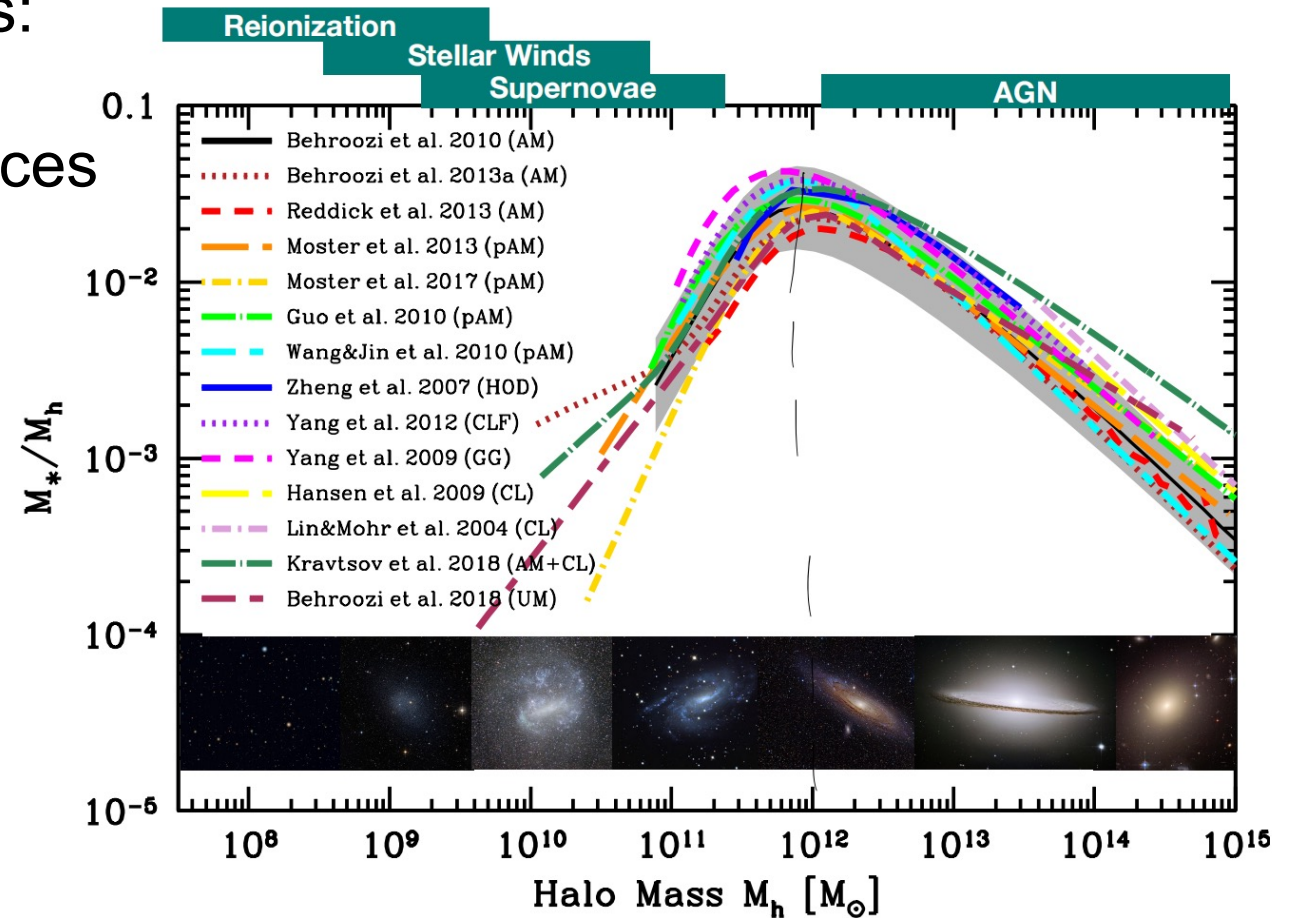 s:
ces
Reionization
Stellar Winds
Supernovae
AGN
0.1
10⁻²
10⁻³
10⁻⁴
10⁻⁵
M*/Mh
Behroozi et al. 2010 (AM)
Behroozi et al. 2013a (AM)
Reddick et al. 2013 (AM)
Moster et al. 2013 (pAM)
Moster et al. 2017 (pAM)
Guo et al. 2010 (pAM)
Wang&Jin et al. 2010 (pAM)
Zheng et al. 2007 (HOD)
Yang et al. 2012 (CLF)
Yang et al. 2009 (GG)
Hansen et al. 2009 (CL)
Lin&Mohr et al. 2004 (CL)
Kravtsov et al. 2018 (AM+CL)
Behroozi et al. 2018 (UM)
10⁸ 10⁹ 10¹⁰ 10¹¹ 10¹² 10¹³ 10¹⁴ 10¹⁵
Halo Mass Mh [M☉]